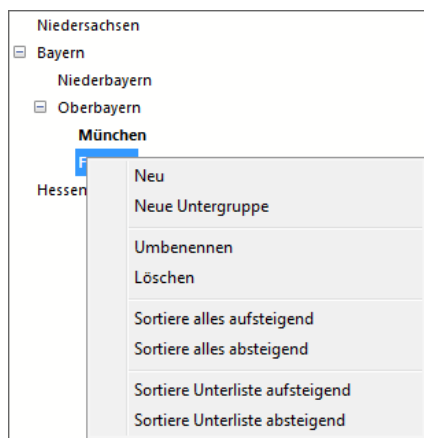 Niedersachsen
Bayern
Niederbayern
Oberbayern
München
Hessen
Neu
Neue Untergruppe
Umbenennen
Löschen
Sortiere alles aufsteigend
Sortiere alles absteigend
Sortiere Unterliste aufsteigend
Sortiere Unterliste absteigend